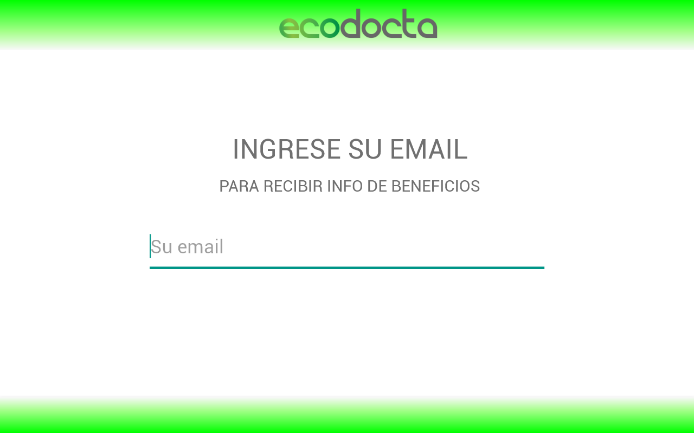 ecodocta
INGRESE SU EMAIL
PARA RECIBIR INFO DE BENEFICIOS
Su email